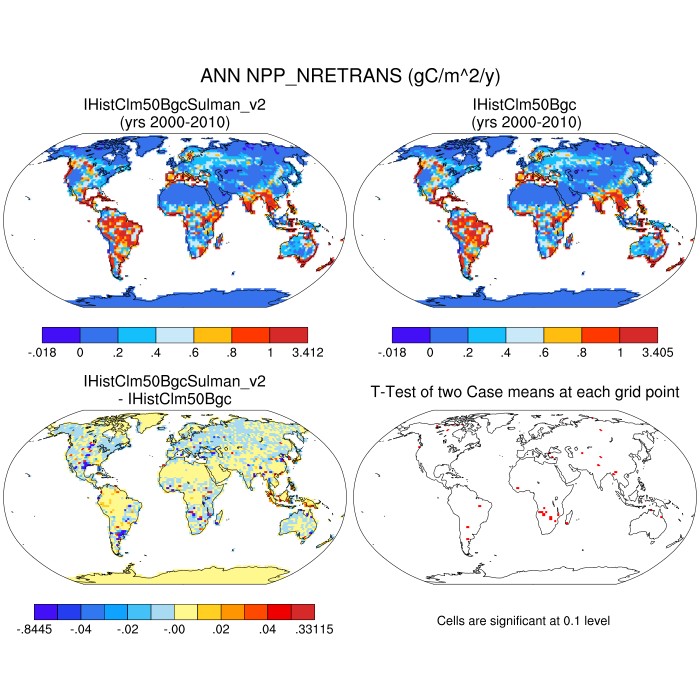 ANN NPP_NRETRANS (gC/m^2/y)
IHistClm50BgcSulman_v2
(yrs 2000-2010)
IHistClm50Bgc
(yrs 2000-2010)
-.018 0 .2 .4 .6 .8 1 3.412
-.018 0 .2 .4 .6 .8 1 3.405
IHistClm50BgcSulman_v2
- IHistClm50Bgc
T-Test of two Case means at each grid point
-.8445 -.04 -.02 -.00 .02 .04 .33115
Cells are significant at 0.1 level